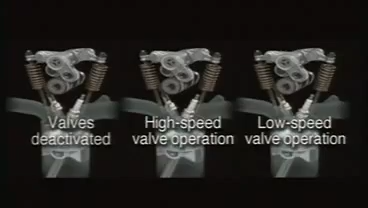 Valves
deactivated
High-speed
valve operation
Low-speed
valve operation